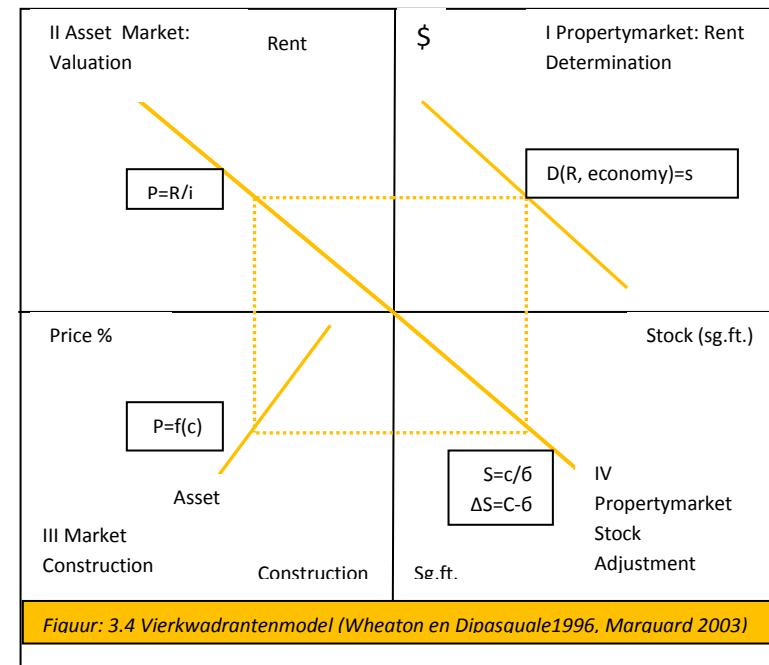 II Asset Market:
Valuation
Rent
$
I Propertymarket: Rent
Determination
P=R/i
D(R, economy)=s
Price %
Stock (sg.ft.)
P=f(c)
Asset
S=c/б
ΔS=C-б
IV
Propertymarket
Stock
Adjustment
III Market
Construction
Construction
Sg.ft.
Figuur: 3.4 Vierkwadrantenmodel (Wheaton en Dipasquale1996, Marquard 2003)